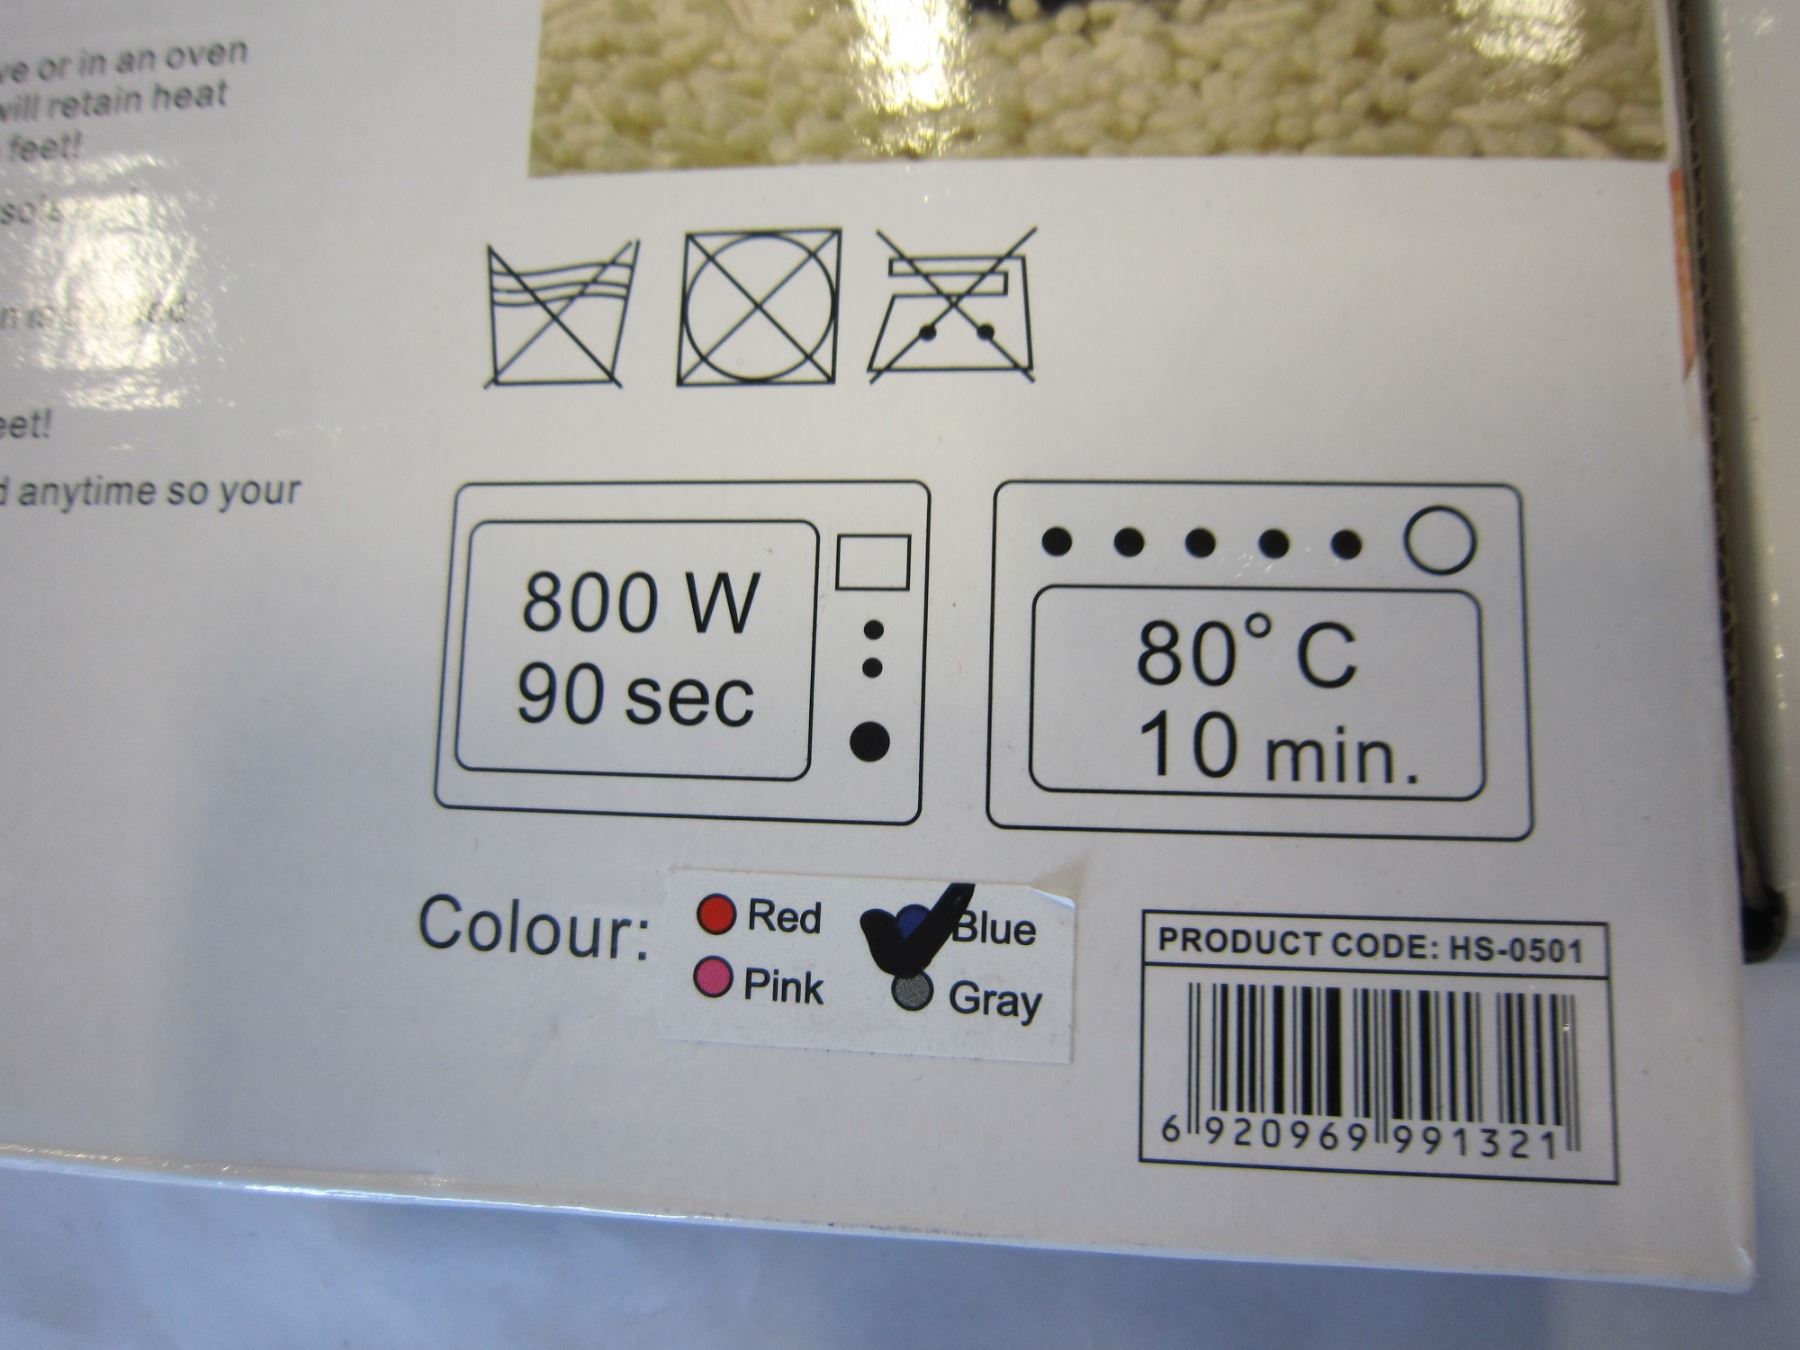 ve or in an oven
will retain heat
feet!
eet!
d anytime so your
800 W
90 sec
80° C
10 min.
Colour:
Red
Blue
Pink
Gray
PRODUCT CODE: HS-0501
6 920969 991321